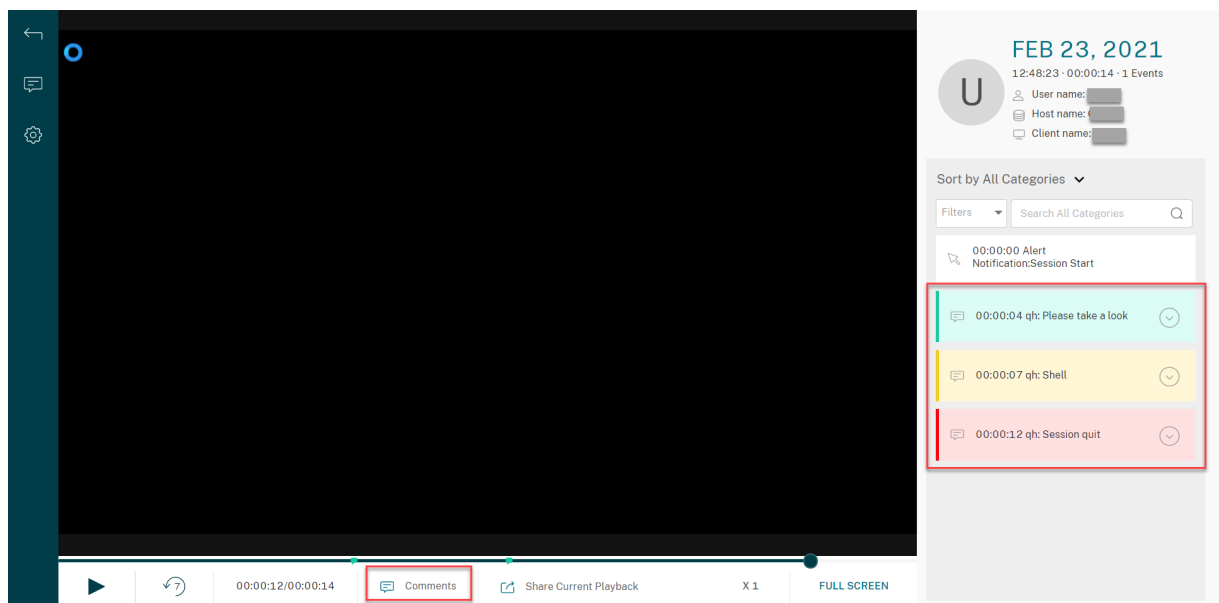 FEB 23, 2021
12:48:23 · 00:00:14 · 1 Events
U
User name:
Host name:
Client name:
Sort by All Categories
Filters
Search All Categories
00:00:00 Alert
Notification:Session Start
00:00:04 qh: Please take a look
00:00:07 qh: Shell
00:00:12 qh: Session quit
7
00:00:12/00:00:14
Comments
Share Current Playback
X 1
FULL SCREEN